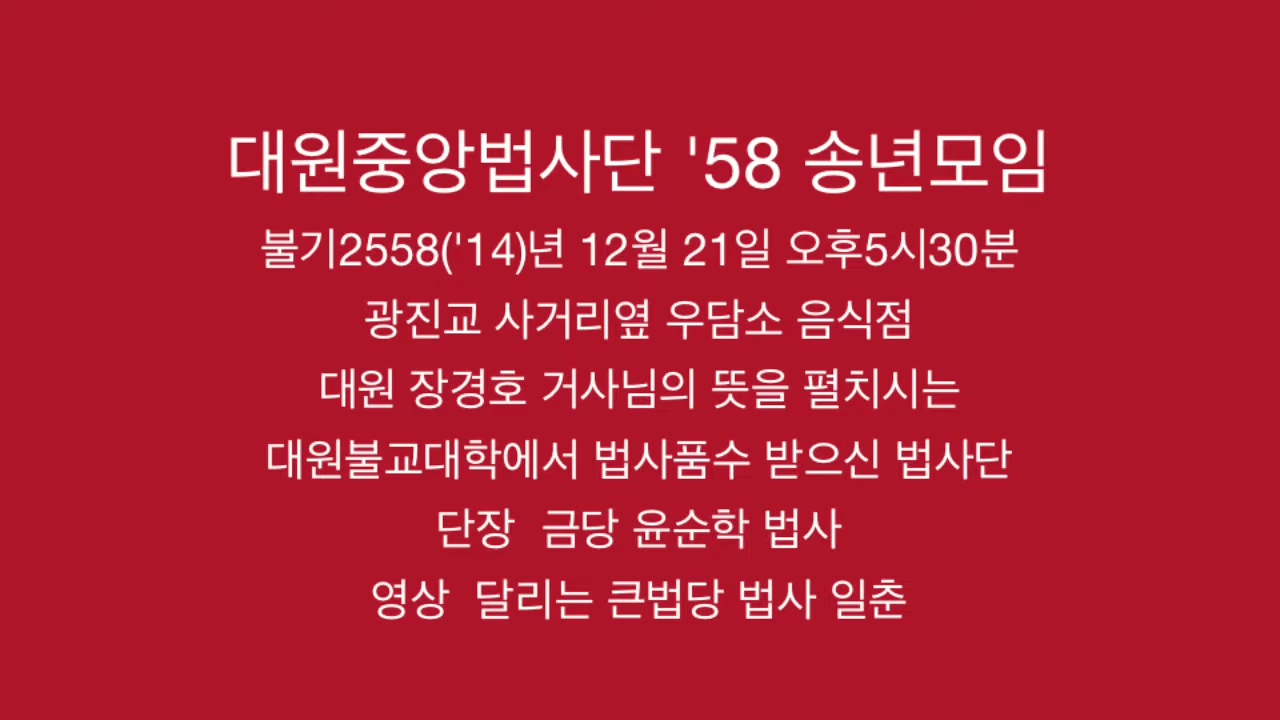 대원중앙법사단 '58 송년모임
불기2558('14)년 12월 21일 오후5시30분
광진교 사거리옆 우담소 음식점
대원 장경호 거사님의 뜻을 펼치시는
대원불교대학에서 법사품수 받으신 법사단
단장 금당 윤순학 법사
영상 달리는 큰법당 법사 일춘